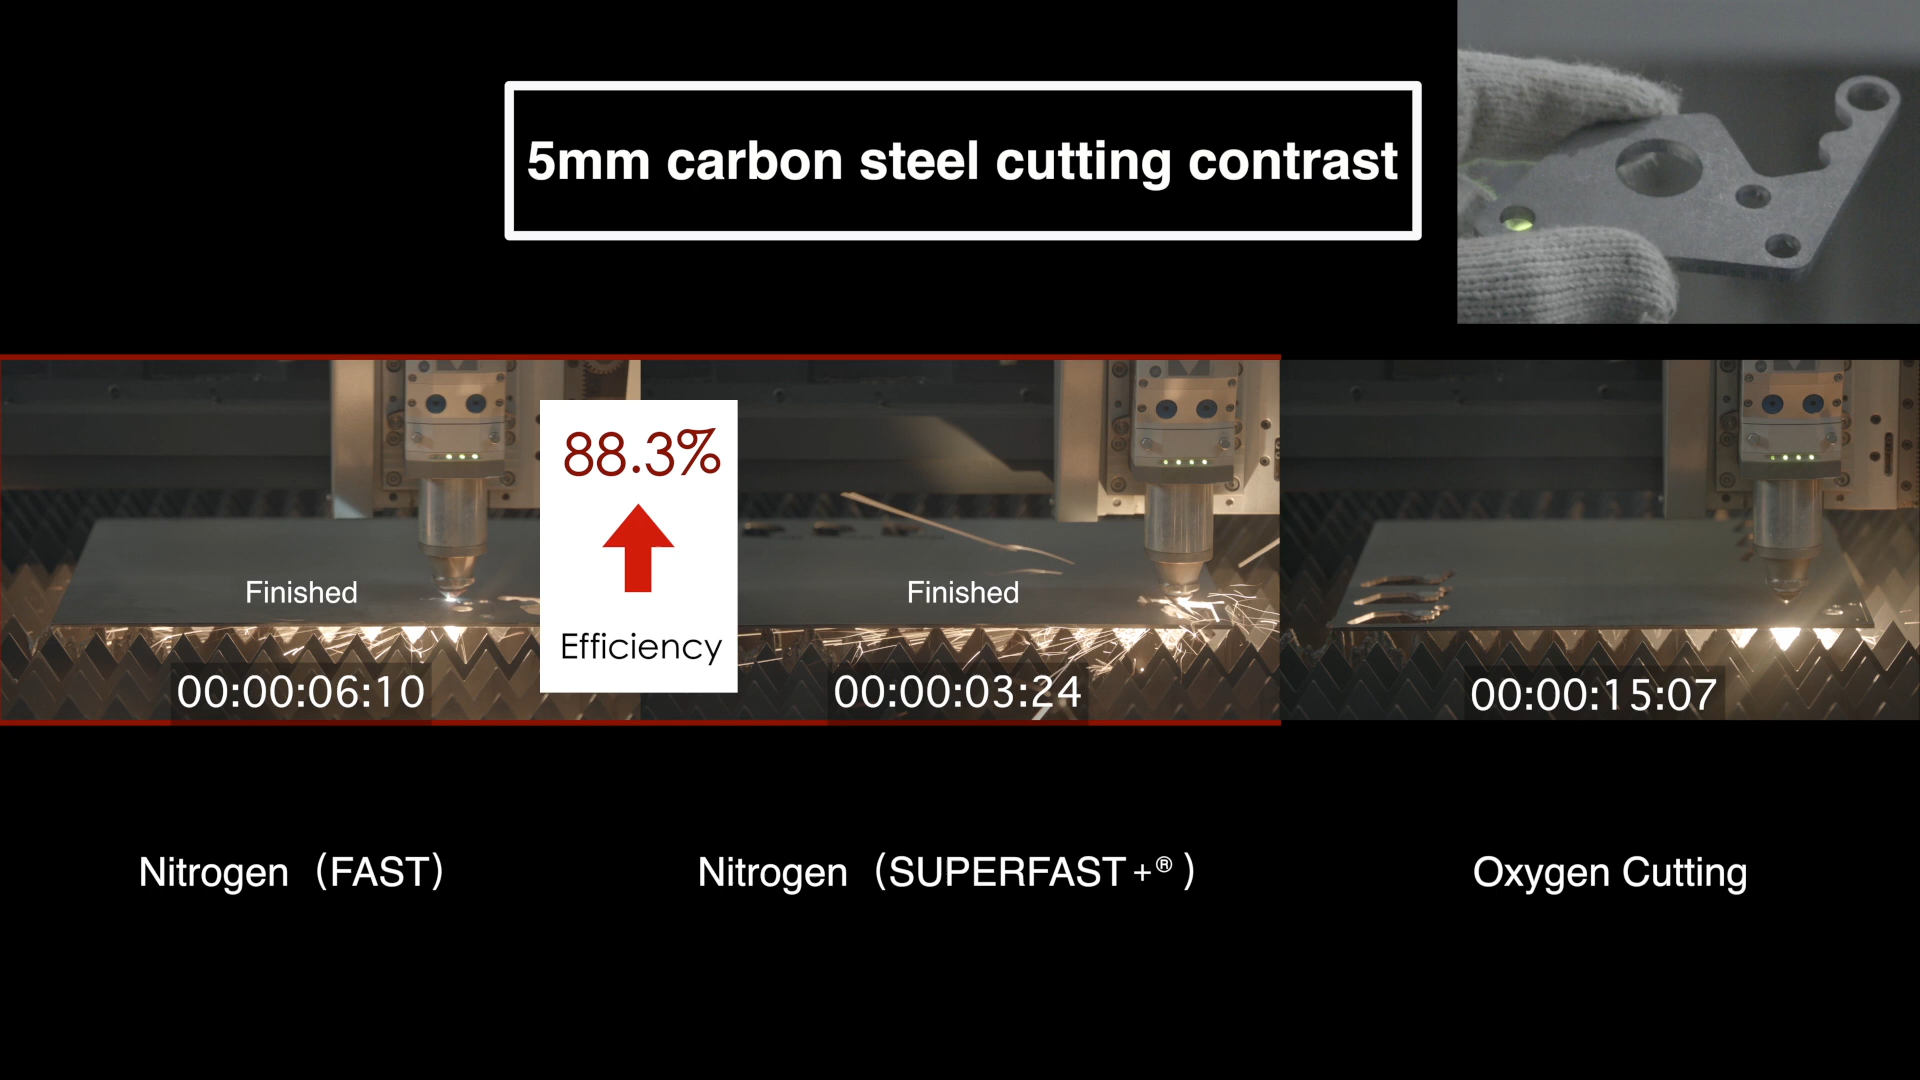 5mm carbon steel cutting contrast
88.3%
Efficiency
Finished
00:00:06:10
Finished
00:00:03:24
00:00:15:07
Nitrogen（FAST）
Nitrogen（SUPERFAST+®）
Oxygen Cutting